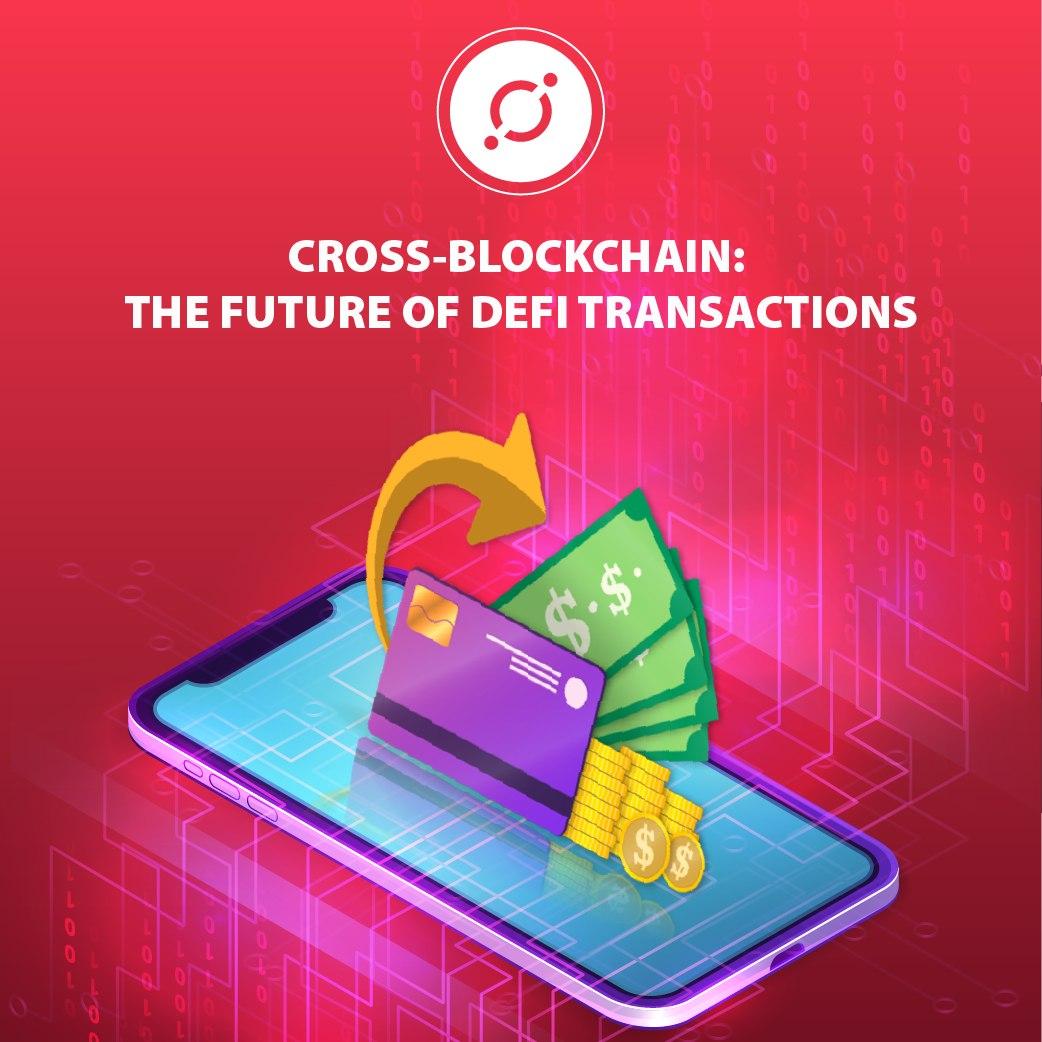 CROSS-BLOCKCHAIN:
THE FUTURE OF DEFI TRANSACTIONS
$ $
$ $